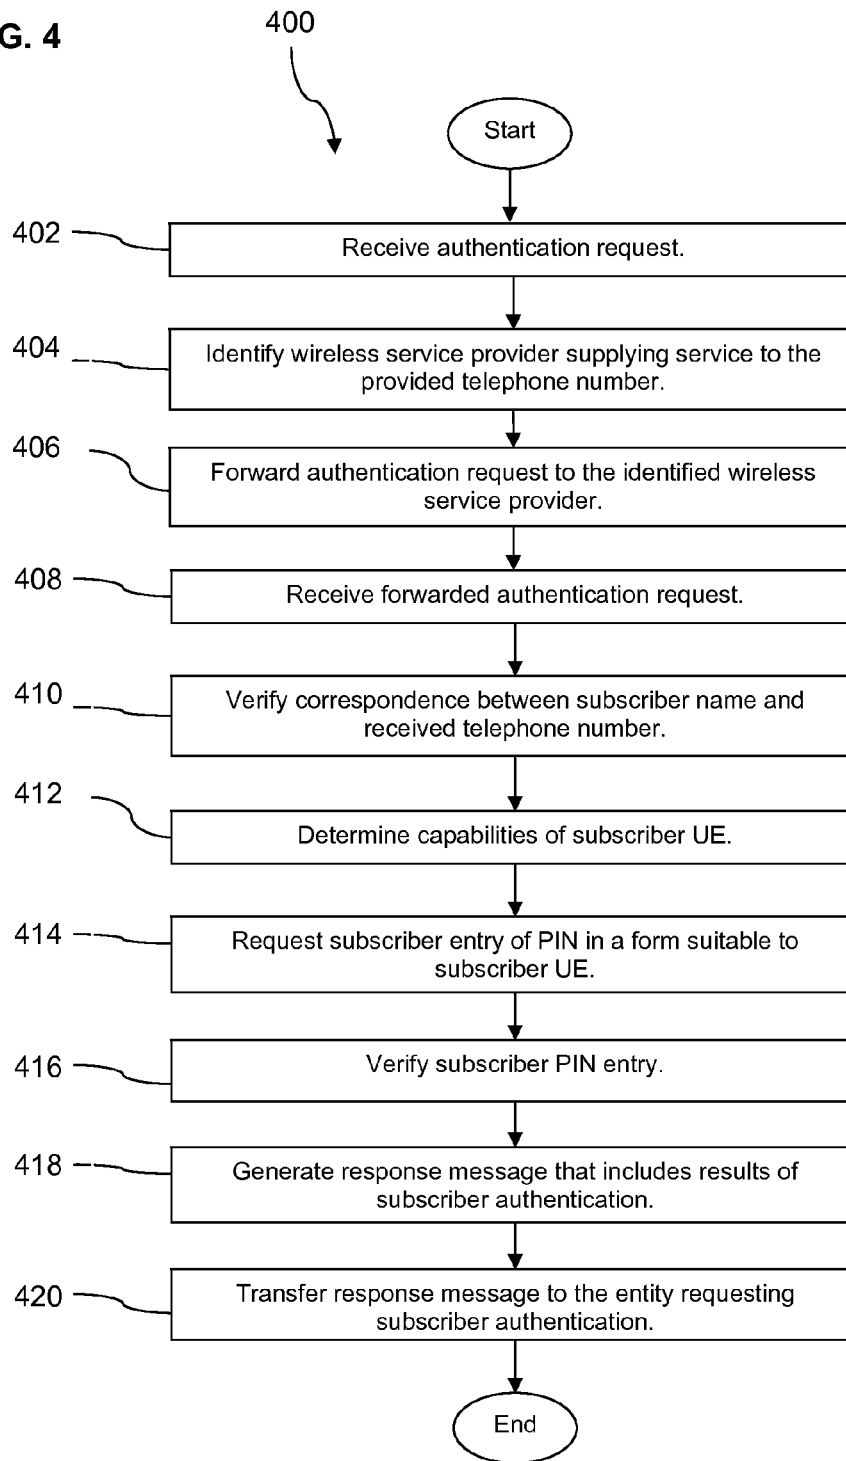 G. 4
400
Start
402
Receive authentication request.
404
Identify wireless service provider supplying service to the
provided telephone number.
406
Forward authentication request to the identified wireless
service provider.
408
Receive forwarded authentication request.
410
Verify correspondence between subscriber name and
received telephone number.
412
Determine capabilities of subscriber UE.
414
Request subscriber entry of PIN in a form suitable to
subscriber UE.
416
Verify subscriber PIN entry.
418
Generate response message that includes results of
subscriber authentication.
420
Transfer response message to the entity requesting
subscriber authentication.
End